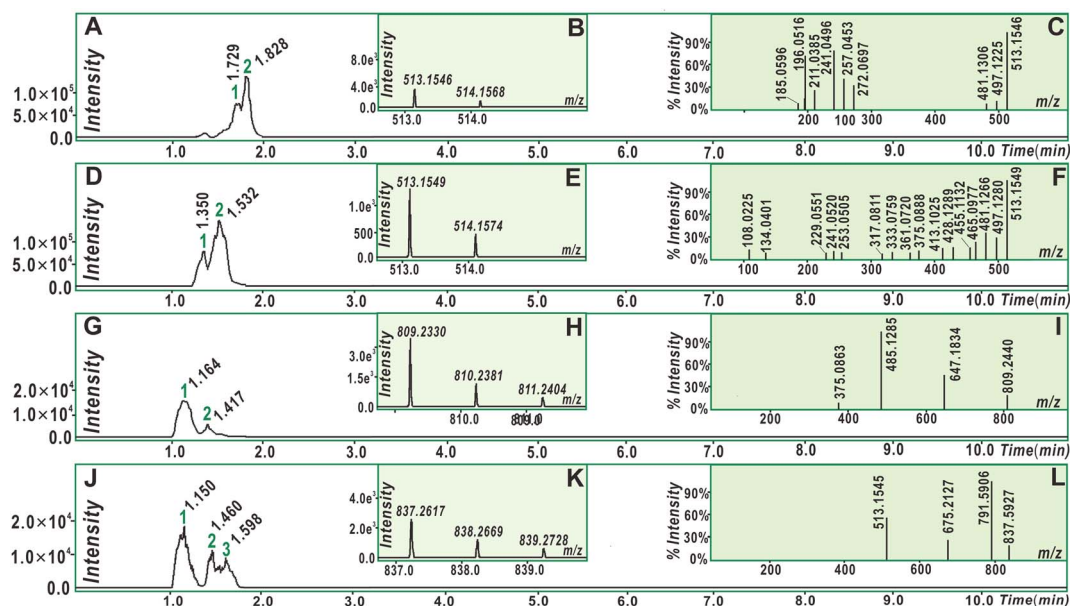 A
Intensity
1.0×10⁵
5.0×10⁴
0.0
1
1.729
2
1.828
1.0 2.0 3.0 4.0 5.0 6.0 7.0 8.0 9.0 10.0 Time(min)
B
Intensity
8.0e³
4.0
0.0
513.1546
514.1568
m/z
513.0 514.0
C
% Intensity
90%
60%
30%
0%
185.0596
196.0516
211.0385
241.0496
257.0453
272.0697
481.1306
497.1225
513.1546
200 100 300 400 500 m/z
D
Intensity
1.0×10⁵
5.0×10⁴
0.0
1
1.350
2
1.532
1.0 2.0 3.0 4.0 5.0 6.0 7.0 8.0 9.0 10.0 Time(min)
E
Intensity
1.0e³
500
0.0
513.1549
514.1574
m/z
513.0 514.0
F
% Intensity
90%
60%
30%
0%
108.0225
134.0401
229.0551
241.0520
253.0505
317.0811
333.0759
361.0720
375.0888
413.1025
428.1289
455.1132
465.0977
481.1266
497.1280
513.1549
100 200 300 400 500 m/z
G
Intensity
2.0×10⁴
1.0×10⁴
0.0
1
1.164
2
1.417
1.0 2.0 3.0 4.0 5.0 6.0 7.0 8.0 9.0 10.0 Time(min)
H
Intensity
3.0e³
1.5e³
0.0
809.2330
810.2381
811.2404
m/z
810.0
I
% Intensity
90%
60%
30%
0%
375.0863
485.1285
647.1834
809.2440
200 400 600 800 m/z
J
Intensity
2.0×10⁴
1.0×10⁴
0.0
1
1.150
2
1.460
3
1.598
1.0 2.0 3.0 4.0 5.0 6.0 7.0 8.0 9.0 10.0 Time(min)
K
Intensity
4.0e³
2.0e³
0.0
837.2617
838.2669
839.2728
m/z
837.0 838.0 839.0
L
% Intensity
90%
60%
30%
0%
513.1545
675.2127
791.5906
837.5927
200 400 600 800 m/z